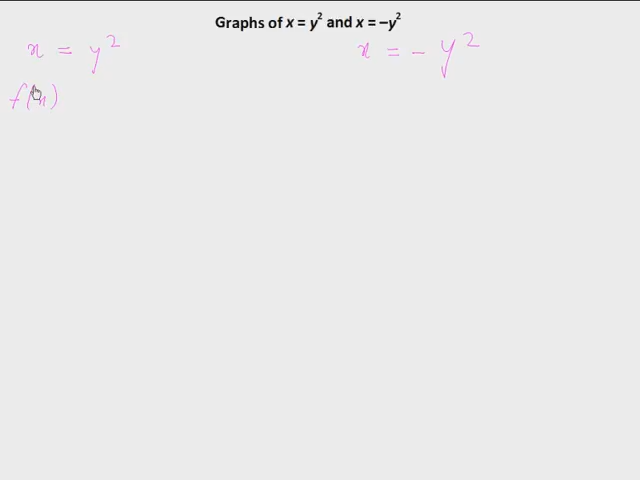 Graphs of x = y² and x = –y²
x = y²
x = - y²
f(x)